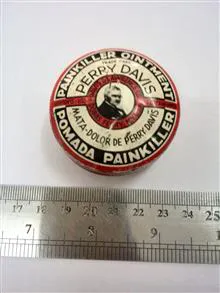 PAINKILLER OINTMENT
TRADE MARK
PERRY DAVIS
MATA-DOLOR DE PERRY DAVIS
POMADA PAINKILLER
17 18 19 20 21 22 23 24 25
7 8 9